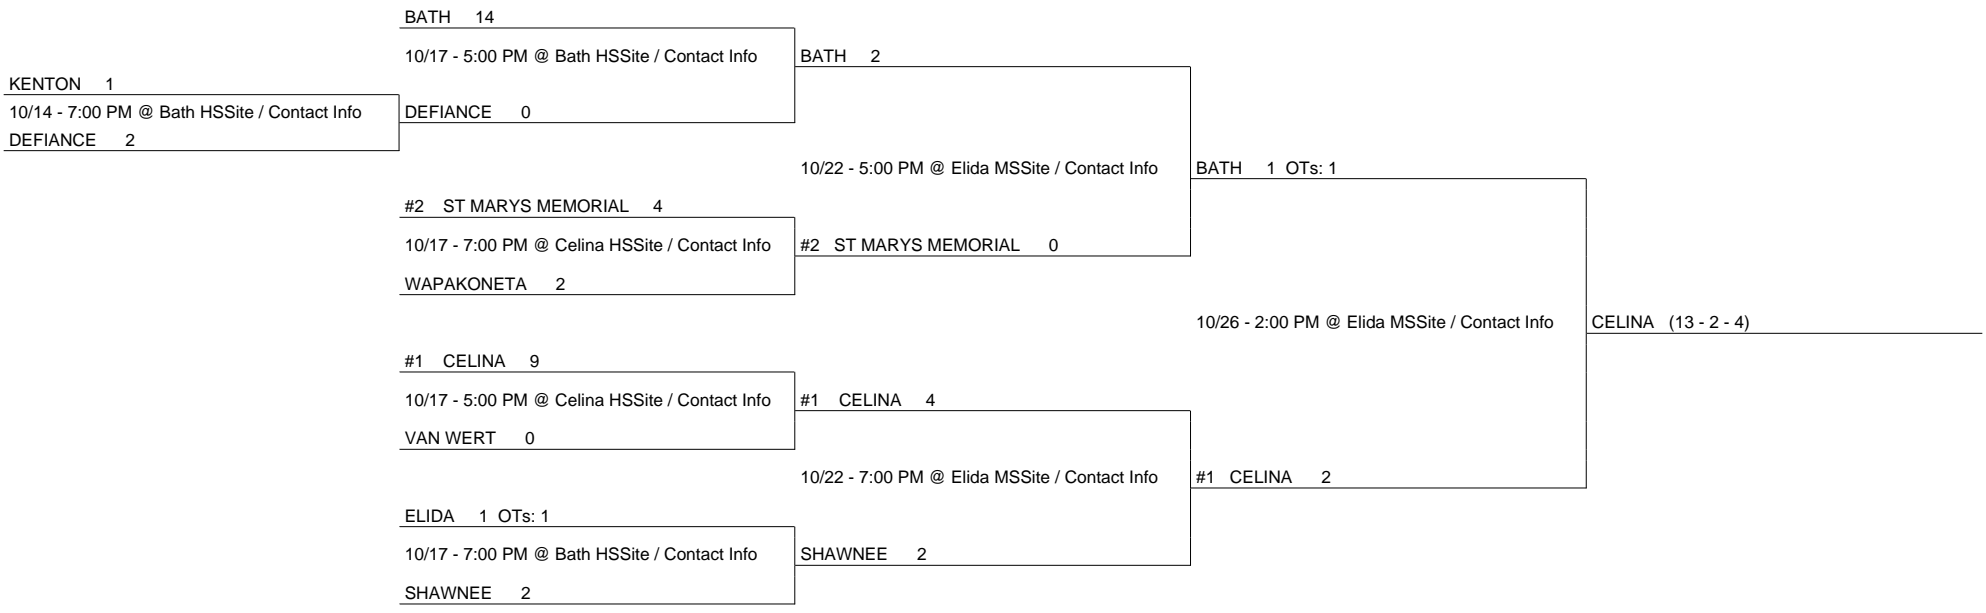 KENTON 1
10/14 - 7:00 PM @ Bath HSSite / Contact Info
DEFIANCE 2
BATH 14
10/17 - 5:00 PM @ Bath HSSite / Contact Info
DEFIANCE 0
#2 ST MARYS MEMORIAL 4
10/17 - 7:00 PM @ Celina HSSite / Contact Info
WAPAKONETA 2
#1 CELINA 9
10/17 - 5:00 PM @ Celina HSSite / Contact Info
VAN WERT 0
ELIDA 1 OTs: 1
10/17 - 7:00 PM @ Bath HSSite / Contact Info
SHAWNEE 2
BATH 2
10/22 - 5:00 PM @ Elida MSSite / Contact Info
#2 ST MARYS MEMORIAL 0
#1 CELINA 4
10/22 - 7:00 PM @ Elida MSSite / Contact Info
SHAWNEE 2
BATH 1 OTs: 1
10/26 - 2:00 PM @ Elida MSSite / Contact Info
#1 CELINA 2
CELINA (13 - 2 - 4)